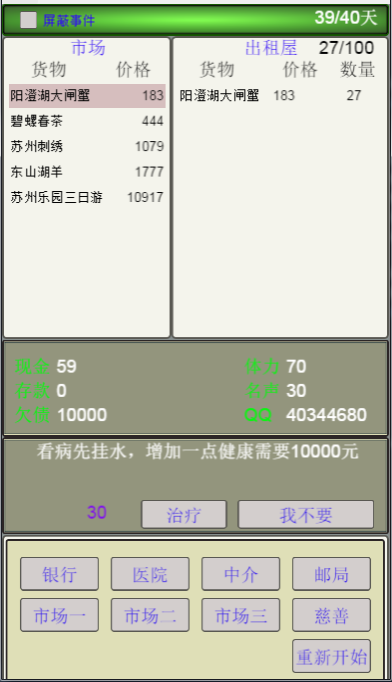 屏蔽事件 39/40天
市场
货物 价格
阳澄湖大闸蟹 183
碧螺春茶 444
苏州刺绣 1079
东山湖羊 1777
苏州乐园三日游 10917
出租屋 27/100
货物 价格 数量
阳澄湖大闸蟹 183 27
现金 59 体力 70
存款 0 名声 30
欠债 10000 QQ 40344680
看病先挂水，增加一点健康需要10000元
30 治疗 我不要
银行 医院 中介 邮局
市场一 市场二 市场三 慈善
重新开始